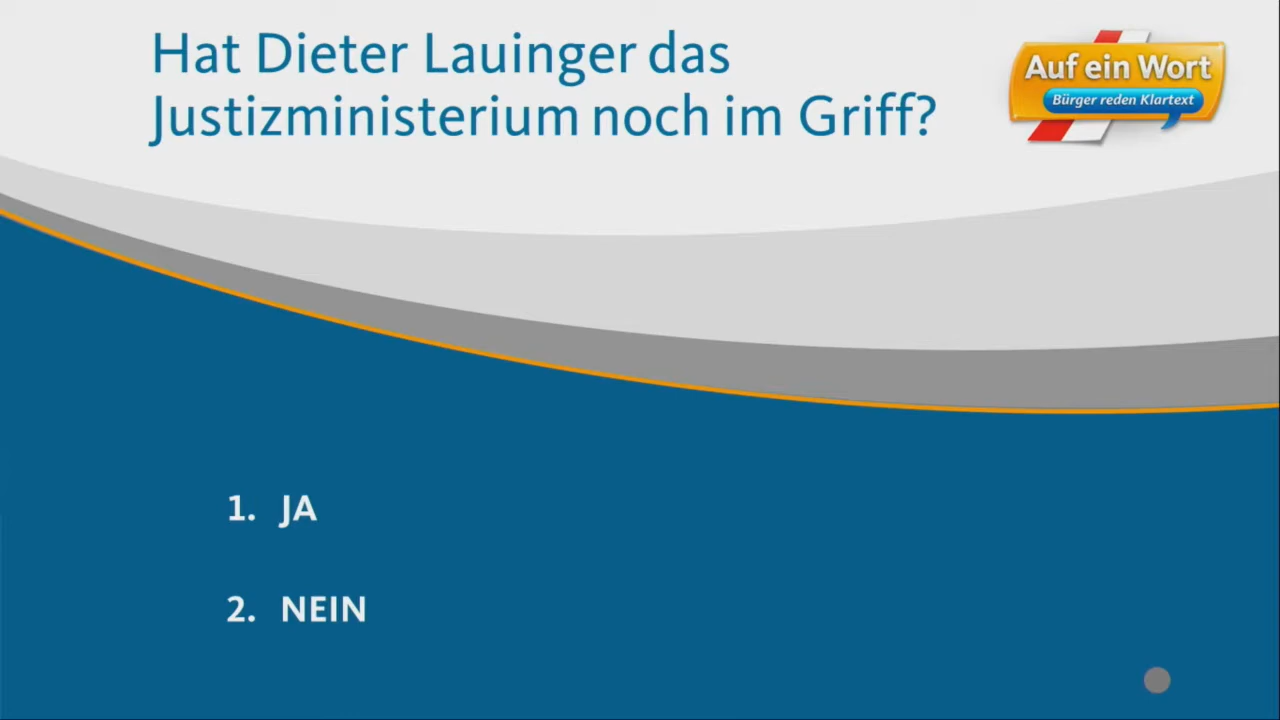 Hat Dieter Lauinger das
Justizministerium noch im Griff?
Auf ein Wort
Bürger reden Klartext
1. JA
2. NEIN